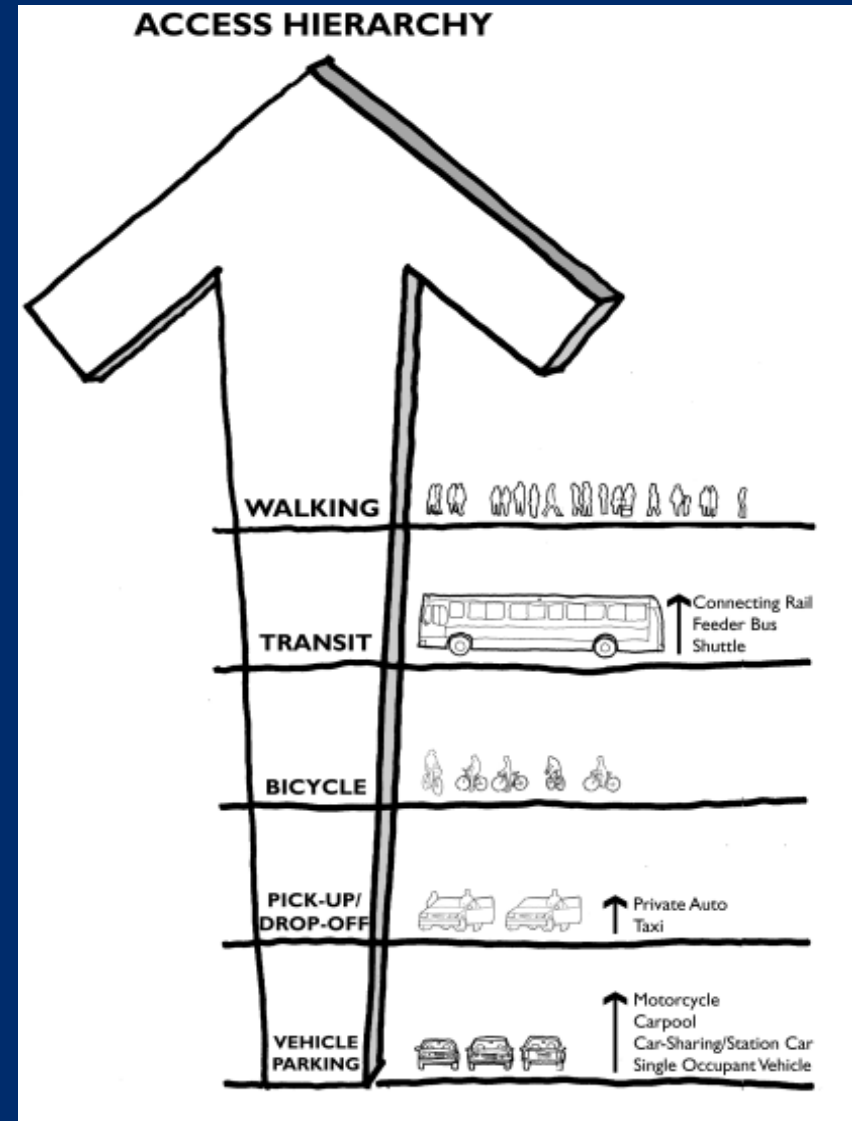 ACCESS HIERARCHY
WALKING
TRANSIT
Connecting Rail
Feeder Bus
Shuttle
BICYCLE
PICK-UP/
DROP-OFF
Private Auto
Taxi
VEHICLE
PARKING
Motorcycle
Carpool
Car-Sharing/Station Car
Single Occupant Vehicle